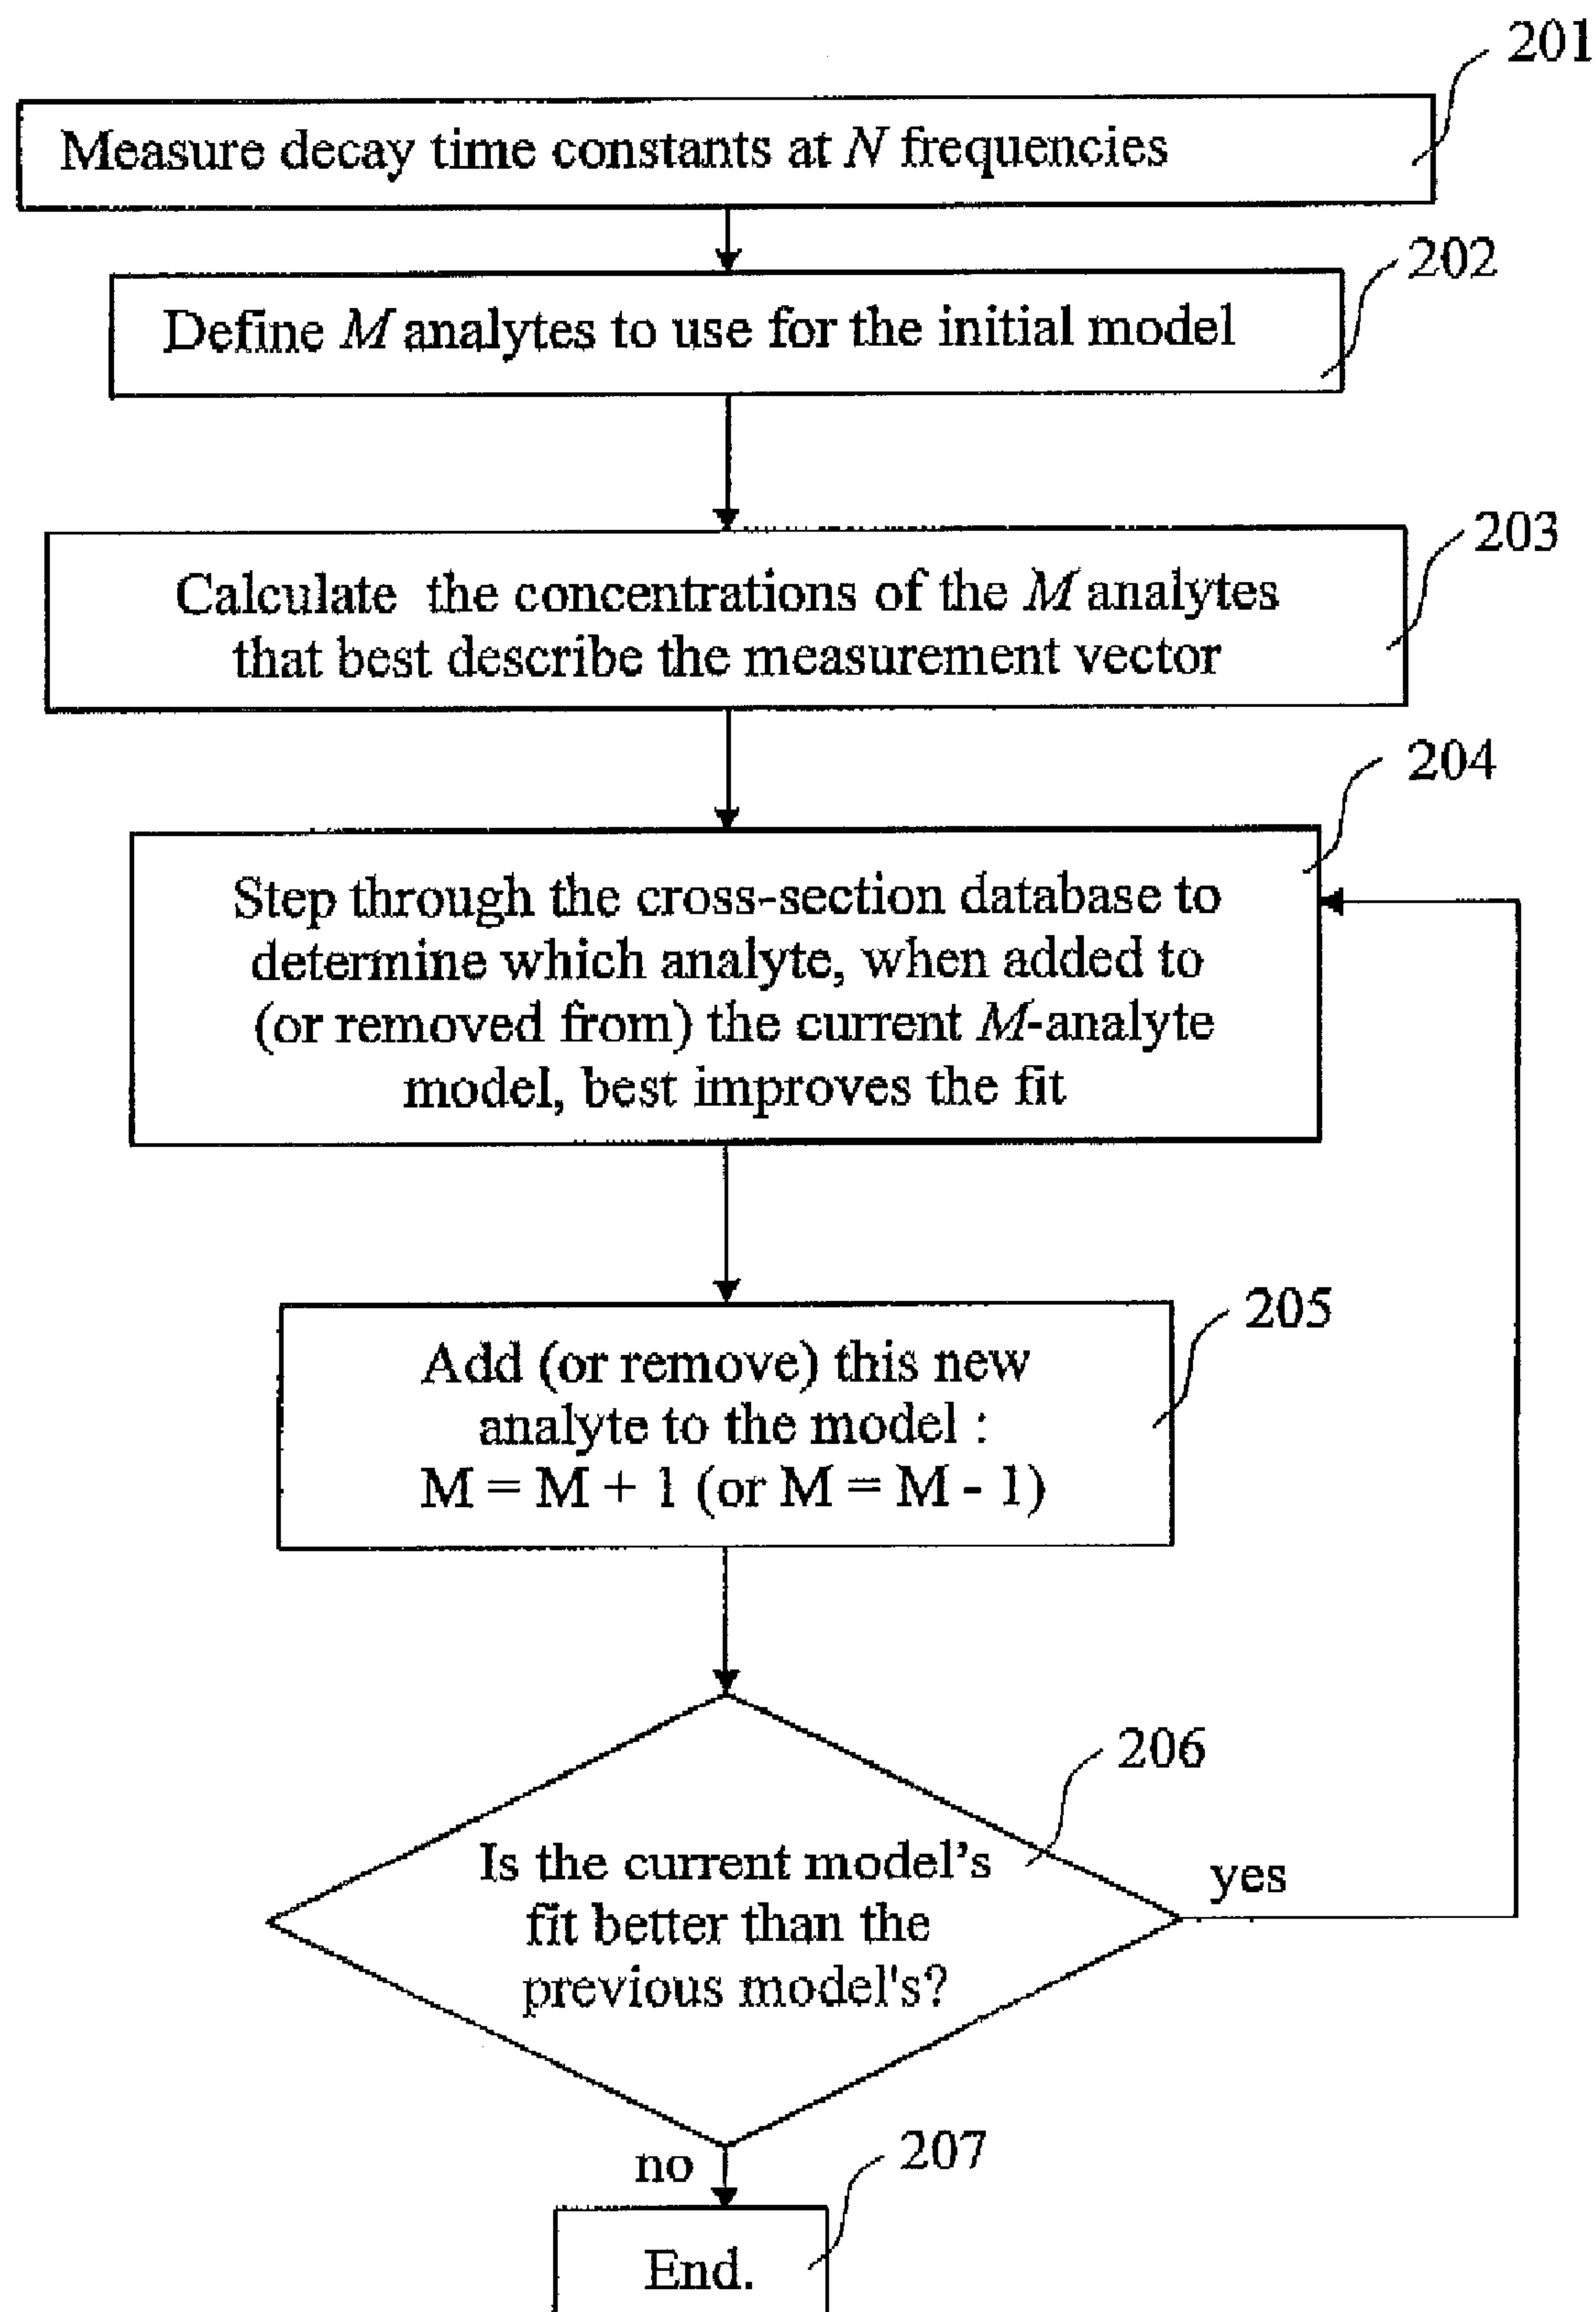 201
Measure decay time constants at N frequencies
202
Define M analytes to use for the initial model
203
Calculate the concentrations of the M analytes
that best describe the measurement vector
204
Step through the cross-section database to
determine which analyte, when added to
(or removed from) the current M-analyte
model, best improves the fit
205
Add (or remove) this new
analyte to the model :
M = M + 1 (or M = M - 1)
206
Is the current model's
fit better than the
previous model's?
yes
no
207
End.